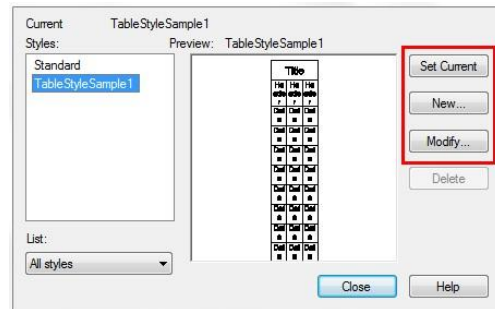 Current TableStyleSample1
Styles:
Preview: TableStyleSample1
Standard
TableStyleSample1
Title
Set Current
New...
Modify...
Delete
List:
All styles
Close
Help